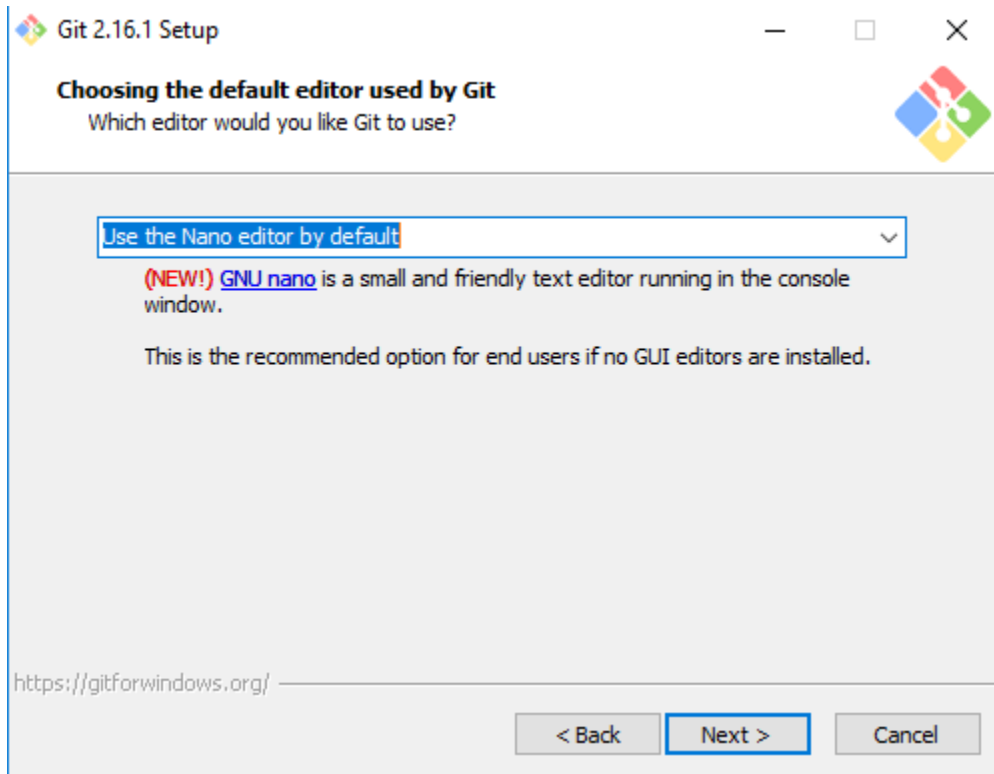 Git 2.16.1 Setup
Choosing the default editor used by Git
Which editor would you like Git to use?
Use the Nano editor by default
(NEW!) GNU nano is a small and friendly text editor running in the console
window.
This is the recommended option for end users if no GUI editors are installed.
https://gitforwindows.org/
< Back Next > Cancel